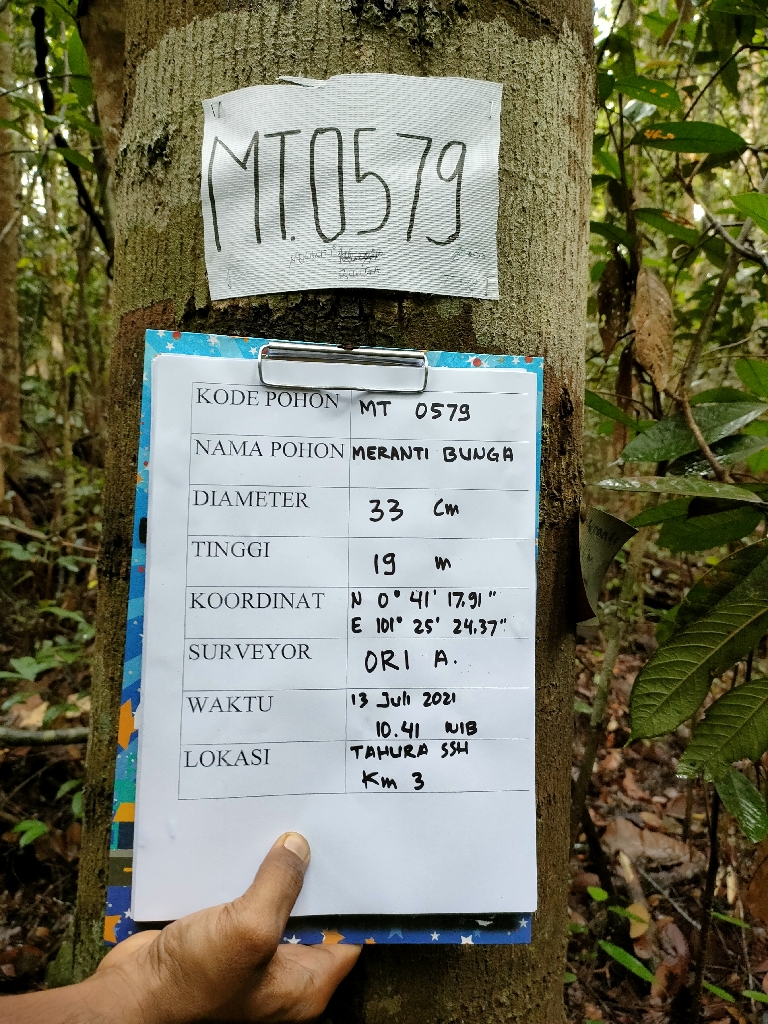 MT.0579
KODE POHON MT 0579
NAMA POHON MERANTI BUNGA
DIAMETER 33 Cm
TINGGI 19 m
KOORDINAT N 0° 41' 17.91"
E 101° 25' 24.37"
SURVEYOR ORI A.
WAKTU 13 Juli 2021
10.41 WIB
LOKASI TAHURA SSH
Km 3